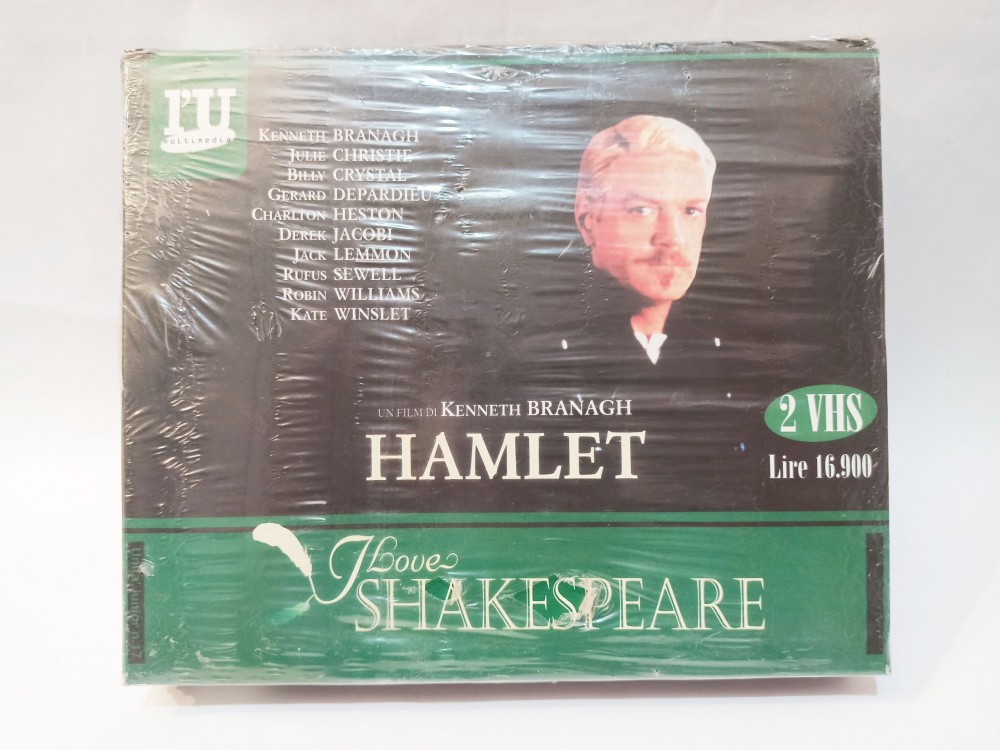 l'U
multimedia
KENNETH BRANAGH
JULIE CHRISTIE
BILLY CRYSTAL
GERARD DEPARDIEU
CHARLTON HESTON
DEREK JACOBI
JACK LEMMON
RUFUS SEWELL
ROBIN WILLIAMS
KATE WINSLET
UN FILM DI KENNETH BRANAGH
HAMLET
2 VHS
Lire 16.900
I Love
SHAKESPEARE